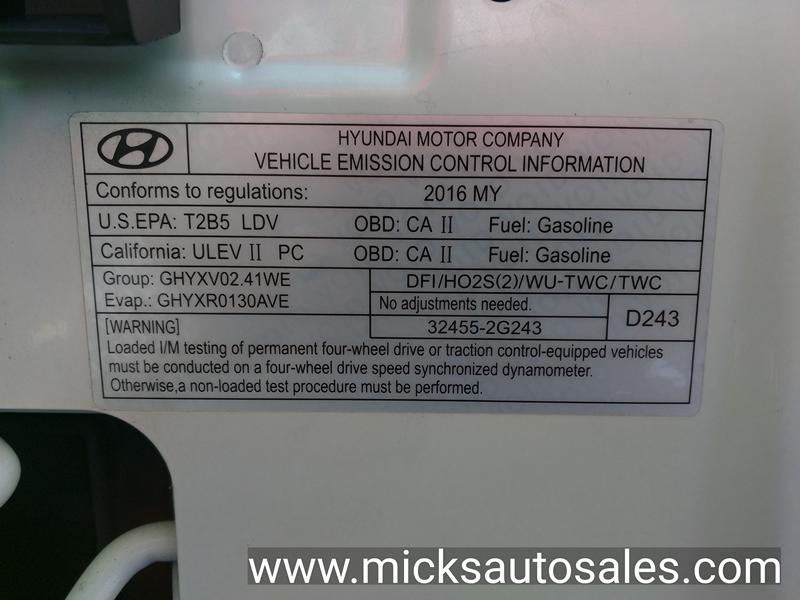 HYUNDAI MOTOR COMPANY
VEHICLE EMISSION CONTROL INFORMATION
Conforms to regulations: 2016 MY
U.S.EPA: T2B5 LDV OBD: CA II Fuel: Gasoline
California: ULEV II PC OBD: CA II Fuel: Gasoline
Group: GHYXV02.41WE DFI/HO2S(2)/WU-TWC/TWC
Evap.: GHYXR0130AVE No adjustments needed. D243
[WARNING] 32455-2G243
Loaded I/M testing of permanent four-wheel drive or traction control-equipped vehicles
must be conducted on a four-wheel drive speed synchronized dynamometer.
Otherwise,a non-loaded test procedure must be performed.
www.micksautosales.com